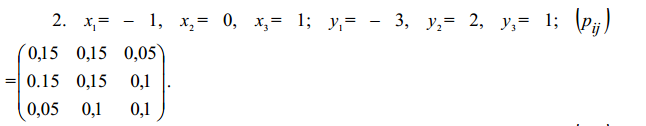 2. x₁= – 1, x₂= 0, x₃= 1; y₁= – 3, y₂= 2, y₃= 1; (pᵢⱼ)
0,15 0,15 0,05
= 0.15 0,15 0,1 .
0,05 0,1 0,1